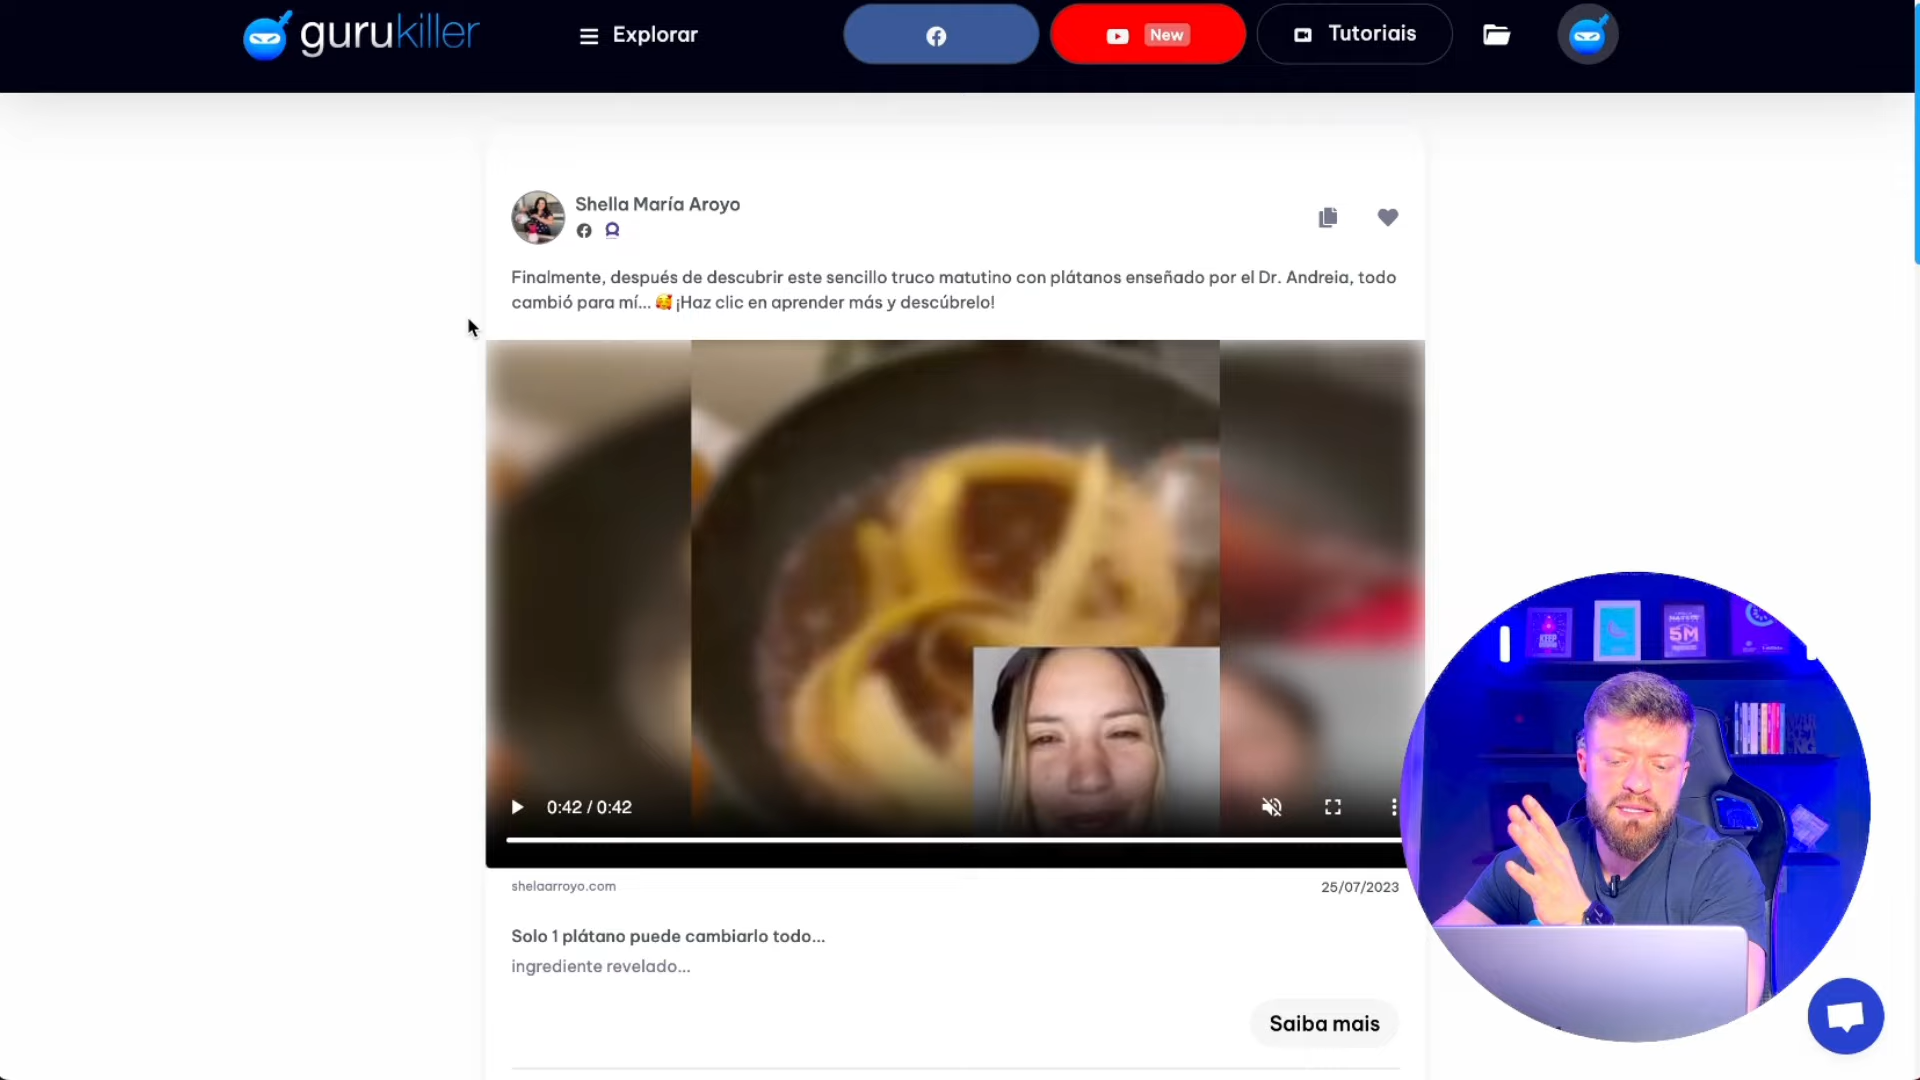 gurukiller
Explorar
New
Tutoriais
Shella María Aroyo
Finalmente, después de descubrir este sencillo truco matutino con plátanos enseñado por el Dr. Andreia, todo
cambió para mí... 🥰 ¡Haz clic en aprender más y descúbrelo!
0:42 / 0:42
shelaarroyo.com
25/07/2023
Solo 1 plátano puede cambiarlo todo...
ingrediente revelado...
Saiba mais
KEEP
5M